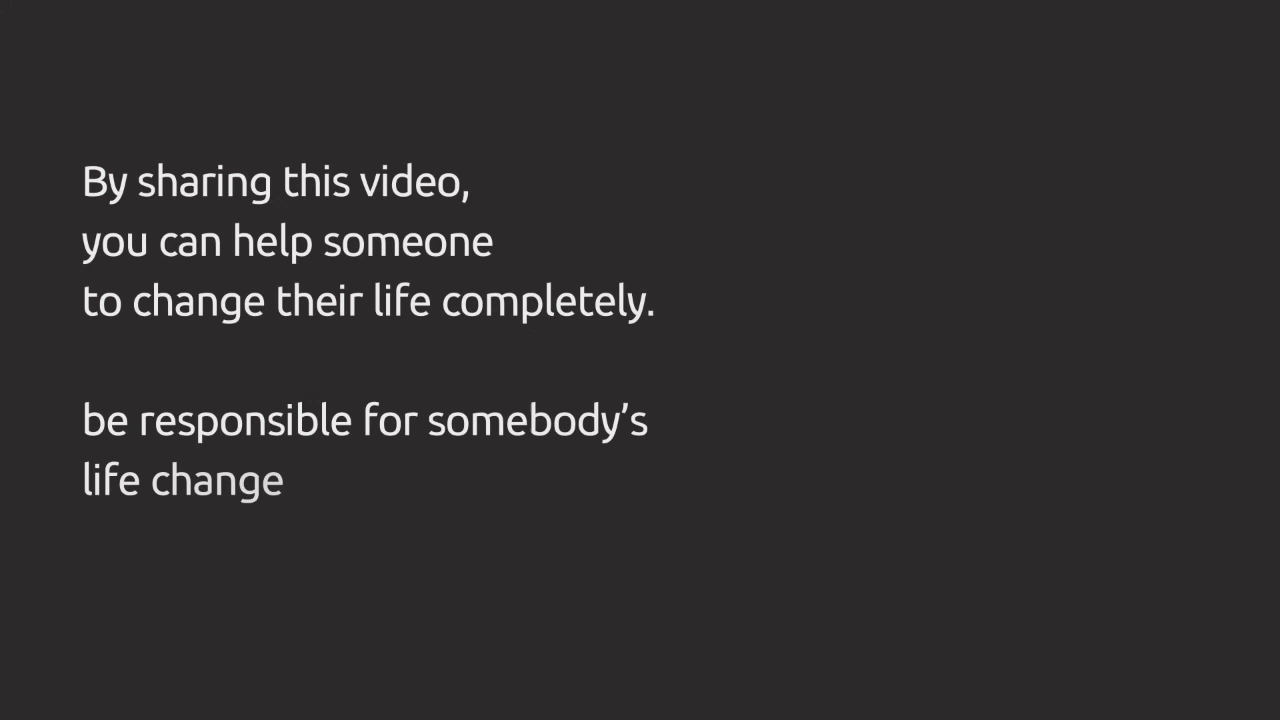 By sharing this video,
you can help someone
to change their life completely.
be responsible for somebody’s
life change